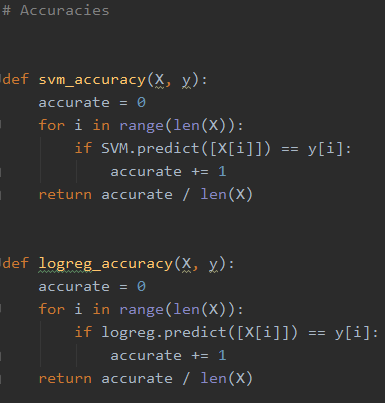 # Accuracies
def svm_accuracy(X, y):
    accurate = 0
    for i in range(len(X)):
        if SVM.predict([X[i]]) == y[i]:
            accurate += 1
    return accurate / len(X)
def logreg_accuracy(X, y):
    accurate = 0
    for i in range(len(X)):
        if logreg.predict([X[i]]) == y[i]:
            accurate += 1
    return accurate / len(X)